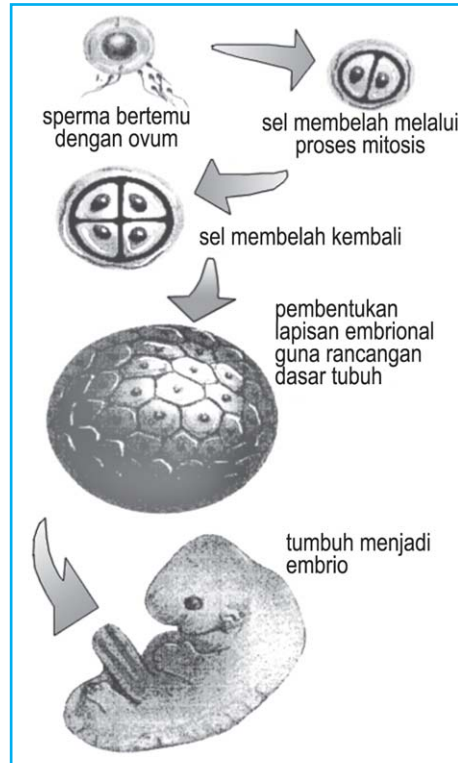 sperma bertemu
dengan ovum
sel membelah melalui
proses mitosis
sel membelah kembali
pembentukan
lapisan embrional
guna rancangan
dasar tubuh
tumbuh menjadi
embrio